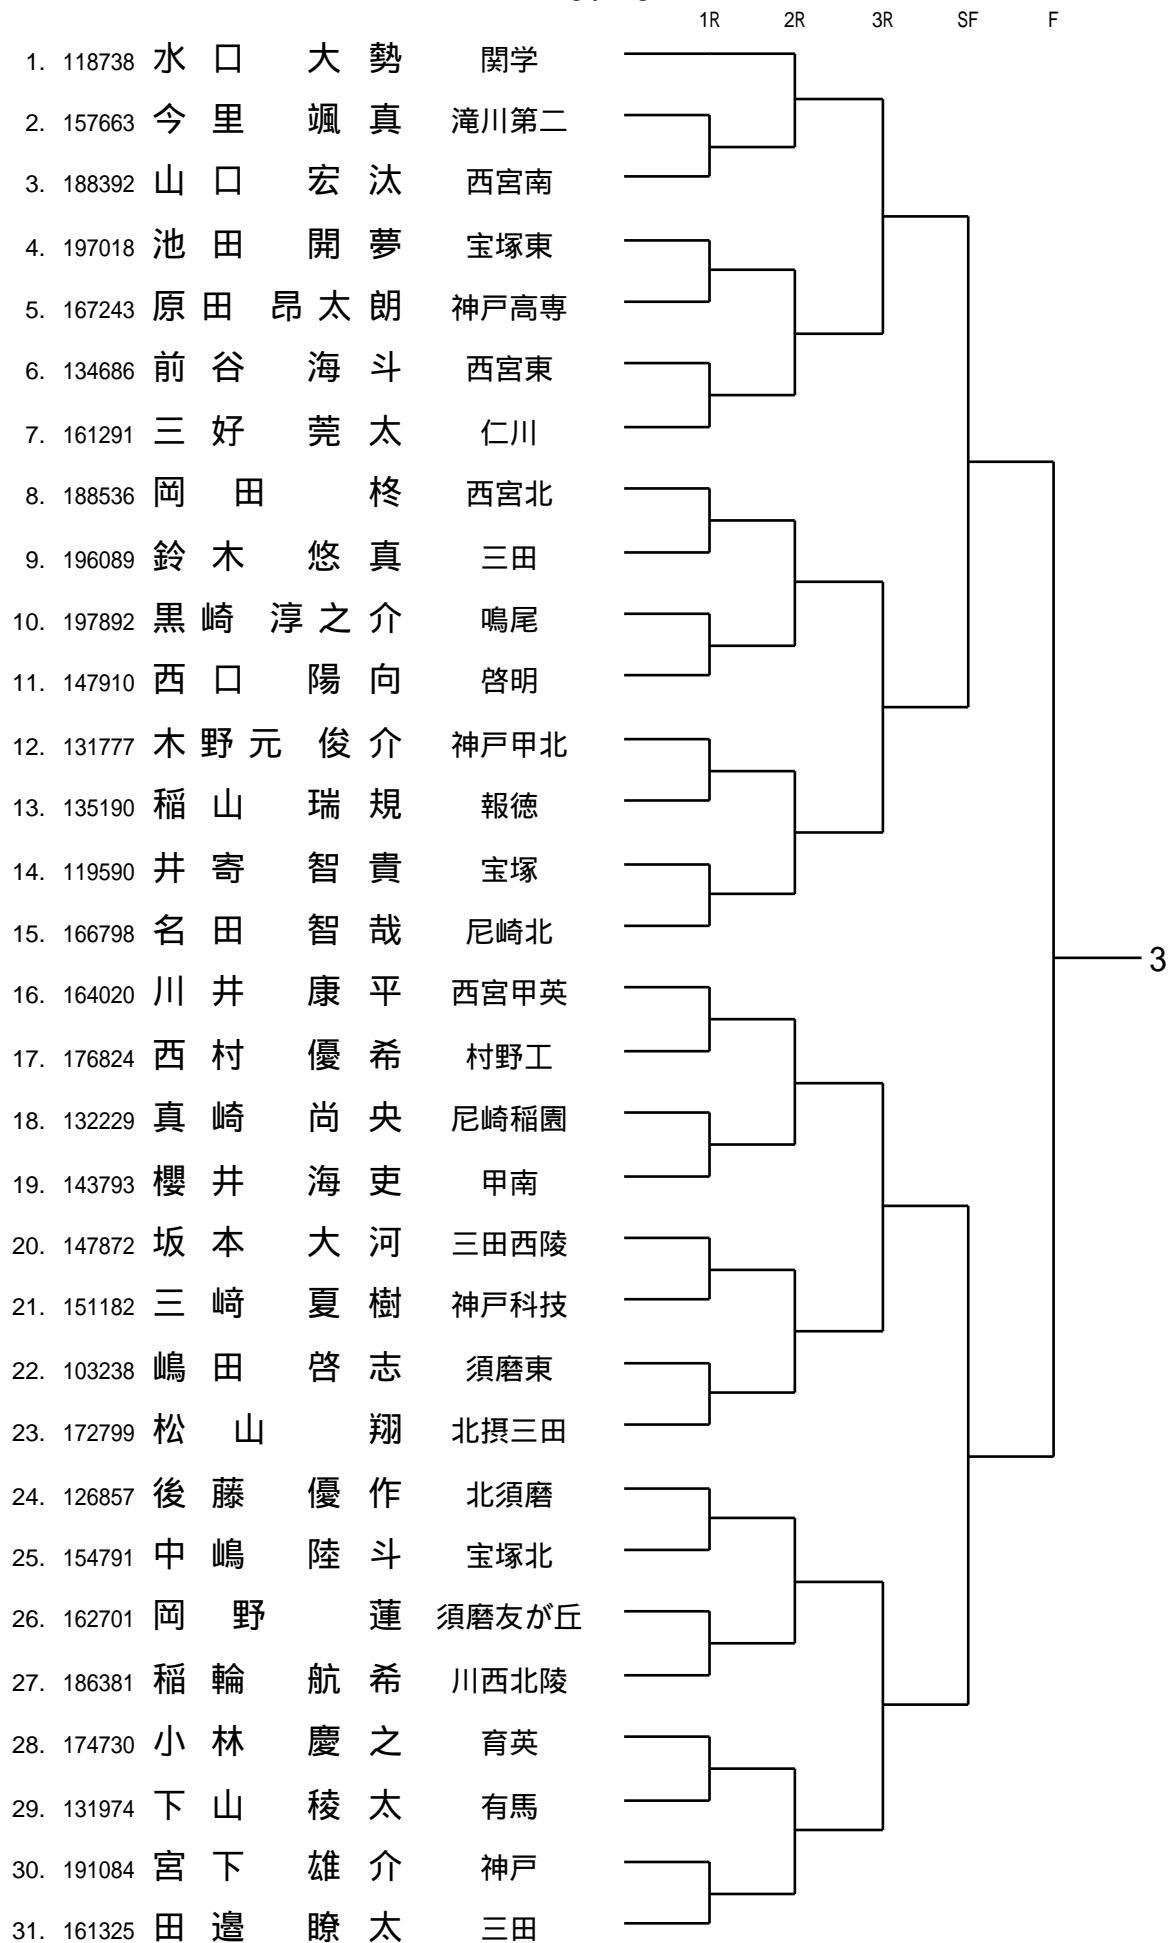 1R 2R 3R SF F
1. 118738 水口 大勢 関学
2. 157663 今里 颯真 滝川第二
3. 188392 山口 宏汰 西宮南
4. 197018 池田 開夢 宝塚東
5. 167243 原田 昂太朗 神戸高専
6. 134686 前谷 海斗 西宮東
7. 161291 三好 莞太 仁川
8. 188536 岡田 柊 西宮北
9. 196089 鈴木 悠真 三田
10. 197892 黒崎 淳之介 鳴尾
11. 147910 西口 陽向 啓明
12. 131777 木野元 俊介 神戸甲北
13. 135190 稲山 瑞規 報徳
14. 119590 井寄 智貴 宝塚
15. 166798 名田 智哉 尼崎北
3
16. 164020 川井 康平 西宮甲英
17. 176824 西村 優希 村野工
18. 132229 真崎 尚央 尼崎稲園
19. 143793 櫻井 海吏 甲南
20. 147872 坂本 大河 三田西陵
21. 151182 三﨑 夏樹 神戸科技
22. 103238 嶋田 啓志 須磨東
23. 172799 松山 翔 北摂三田
24. 126857 後藤 優作 北須磨
25. 154791 中嶋 陸斗 宝塚北
26. 162701 岡野 蓮 須磨友が丘
27. 186381 稲輪 航希 川西北陵
28. 174730 小林 慶之 育英
29. 131974 下山 稜太 有馬
30. 191084 宮下 雄介 神戸
31. 161325 田邉 瞭太 三田